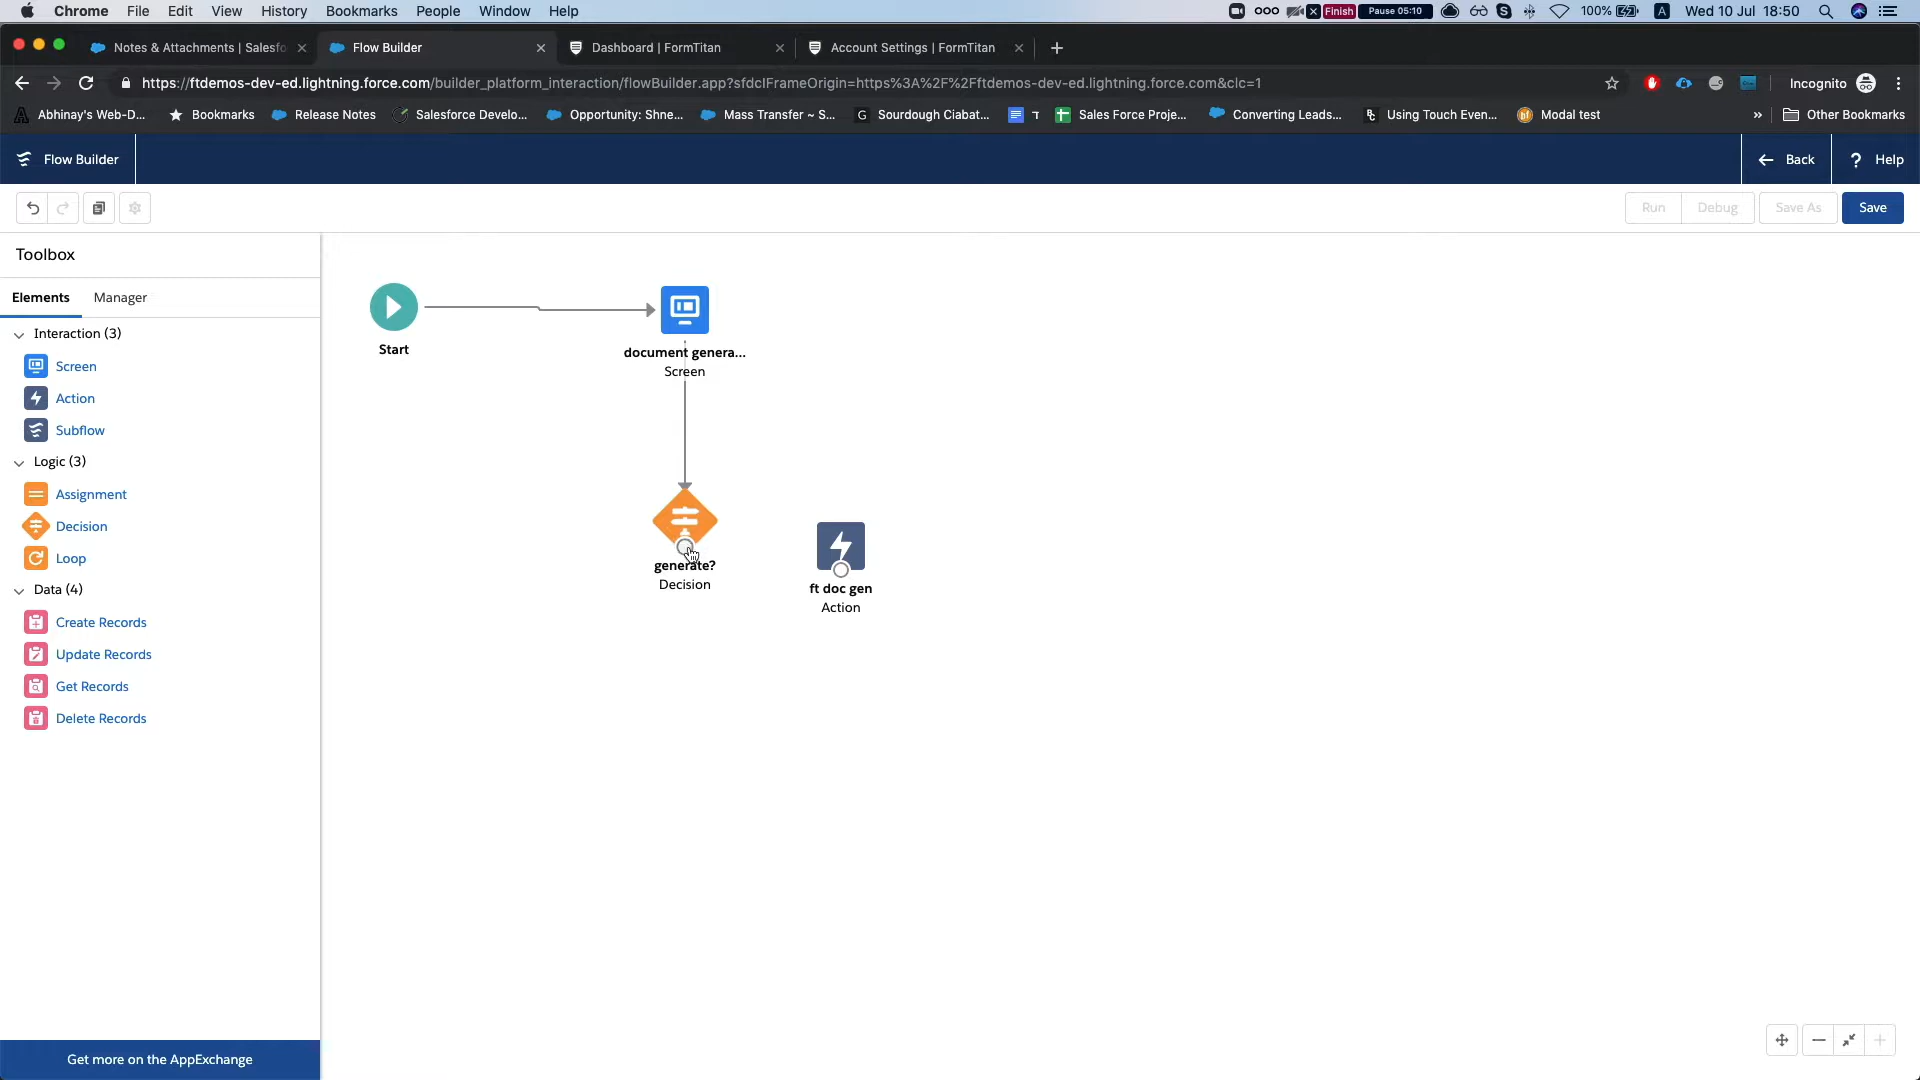 Chrome File Edit View History Bookmarks People Window Help
Finish Pause 05:10 100% A Wed 10 Jul 18:50
Notes & Attachments | Salesfo
Flow Builder
Dashboard | FormTitan
Account Settings | FormTitan
https://ftdemos-dev-ed.lightning.force.com/builder_platform_interaction/flowBuilder.app?sfdcIFrameOrigin=https%3A%2F%2Fftdemos-dev-ed.lightning.force.com&clc=1
Incognito
Abhinay's Web-D... Bookmarks Release Notes Salesforce Develo... Opportunity: Shne... Mass Transfer ~ S... G Sourdough Ciabat... T Sales Force Proje... Converting Leads... Using Touch Even... Modal test » Other Bookmarks
Flow Builder
Back
? Help
Run Debug Save As Save
Toolbox
Elements Manager
Interaction (3)
Screen
Action
Subflow
Logic (3)
Assignment
Decision
Loop
Data (4)
Create Records
Update Records
Get Records
Delete Records
Get more on the AppExchange
Start
document genera...
Screen
generate?
Decision
ft doc gen
Action